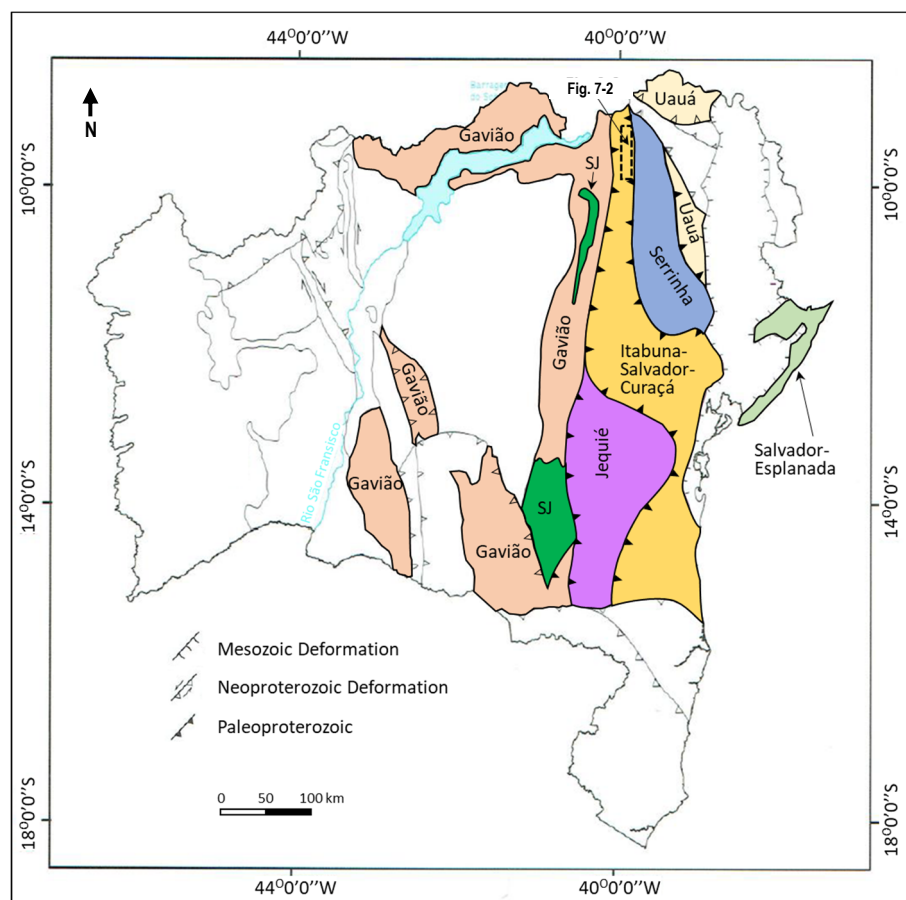 44⁰0'0''W
40⁰0'0''W
N
Barragem
Fig. 7-2
Uauá
Gavião
SJ
10⁰0'0''S
10⁰0'0''S
Uauá
Serrinha
Gavião
Itabuna-
Salvador-
Curaçá
Gavião
Salvador-
Esplanada
Jequié
Rio São Fransisco
Gavião
14⁰0'0''S
SJ
14⁰0'0''S
Gavião
Mesozoic Deformation
Neoproterozoic Deformation
Paleoproterozoic
0 50 100 km
18⁰0'0''S
18⁰0'0''S
44⁰0'0''W
40⁰0'0''W